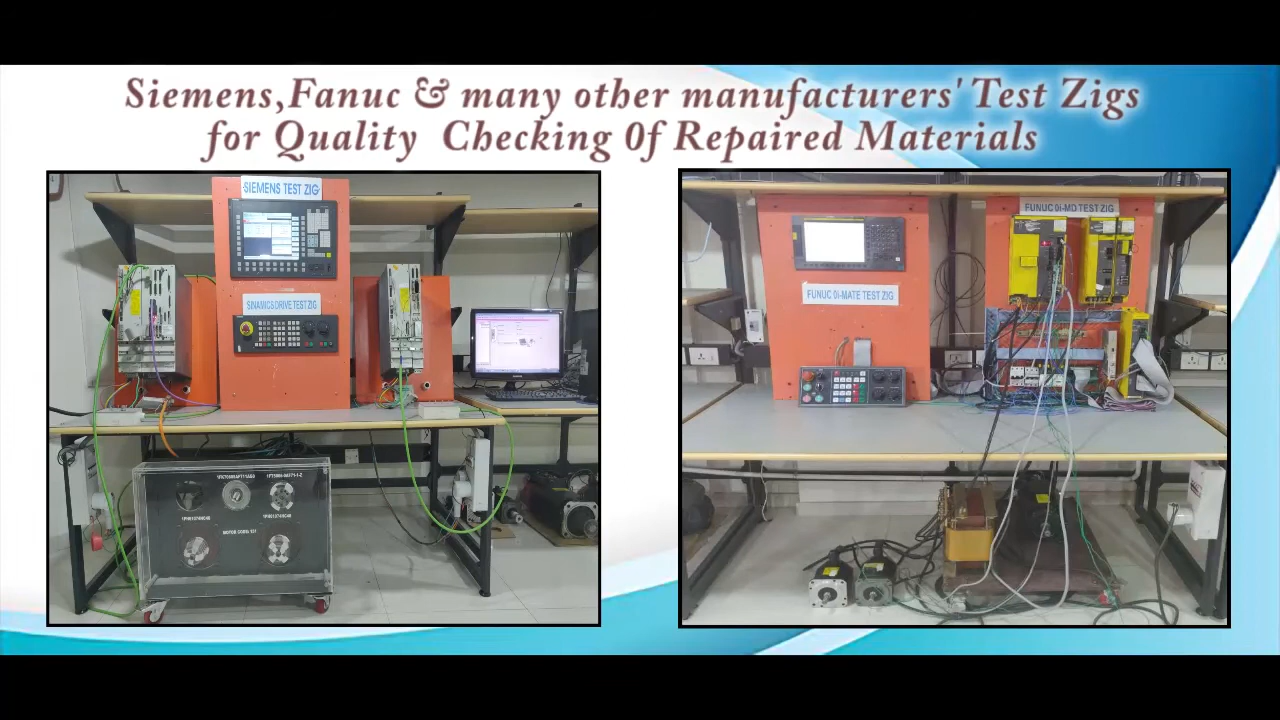 Siemens,Fanuc & many other manufacturers' Test Zigs
for Quality Checking 0f Repaired Materials
SIEMENS TEST ZIG
SINAMICS DRIVE TEST ZIG
FUNUC 0i-MATE TEST ZIG
FUNUC 0i-MD TEST ZIG